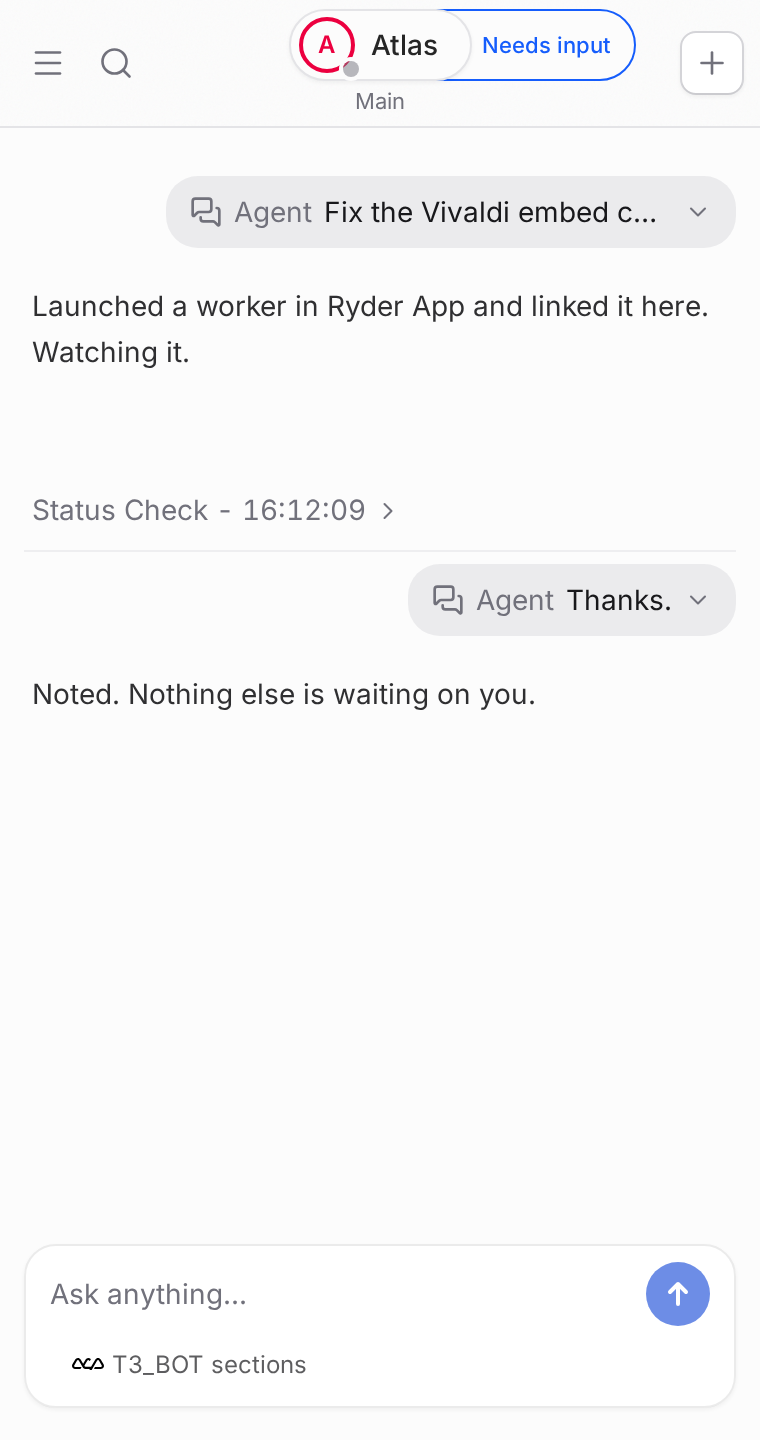 A Atlas Needs input
Main
Agent Fix the Vivaldi embed c...
Launched a worker in Ryder App and linked it here.
Watching it.
Status Check - 16:12:09
Agent Thanks.
Noted. Nothing else is waiting on you.
Ask anything...
T3_BOT sections